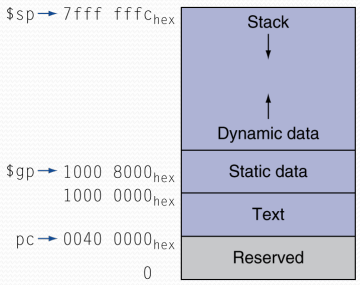 $sp 7fff fffc hex Stack
Dynamic data
$gp 1000 8000 hex Static data
1000 0000 hex
Text
pc 0040 0000 hex
Reserved
0